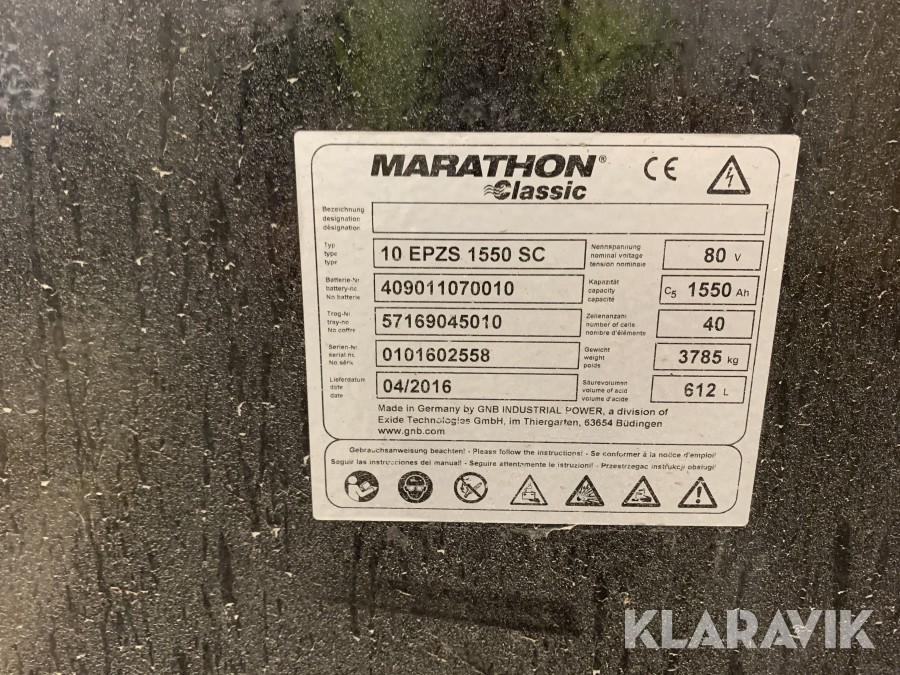 MARATHON®
Classic
CE
Bezeichnung
designation
désignation
Typ
type
type
10 EPZS 1550 SC
Nennspannung
nominal voltage
tension nominale
80 V
Batterie-Nr.
battery-no.
No batterie
409011070010
Kapazität
capacity
capacité
C5 1550 Ah
Trog-Nr.
tray-no
No coffre
57169045010
Zellenanzahl
number of cells
nombre d'éléments
40
Serien-Nr.
serial nr.
No série
0101602558
Gewicht
weight
poids
3785 kg
Lieferdatum
date
date
04/2016
Säurevolumen
volume of acid
volume d'acide
612 L
Made in Germany by GNB INDUSTRIAL POWER, a division of
Exide Technologies GmbH, im Thiergarten, 63654 Büdingen
www.gnb.com
Gebrauchsanweisung beachten! - Please follow the instructions! - Se conformer à la notice d'emploi!
Seguir las instrucciones del manual! - Seguire attentemente le istruzioni! - Przestrzegac instrukcji obslugi!
KLARAVIK